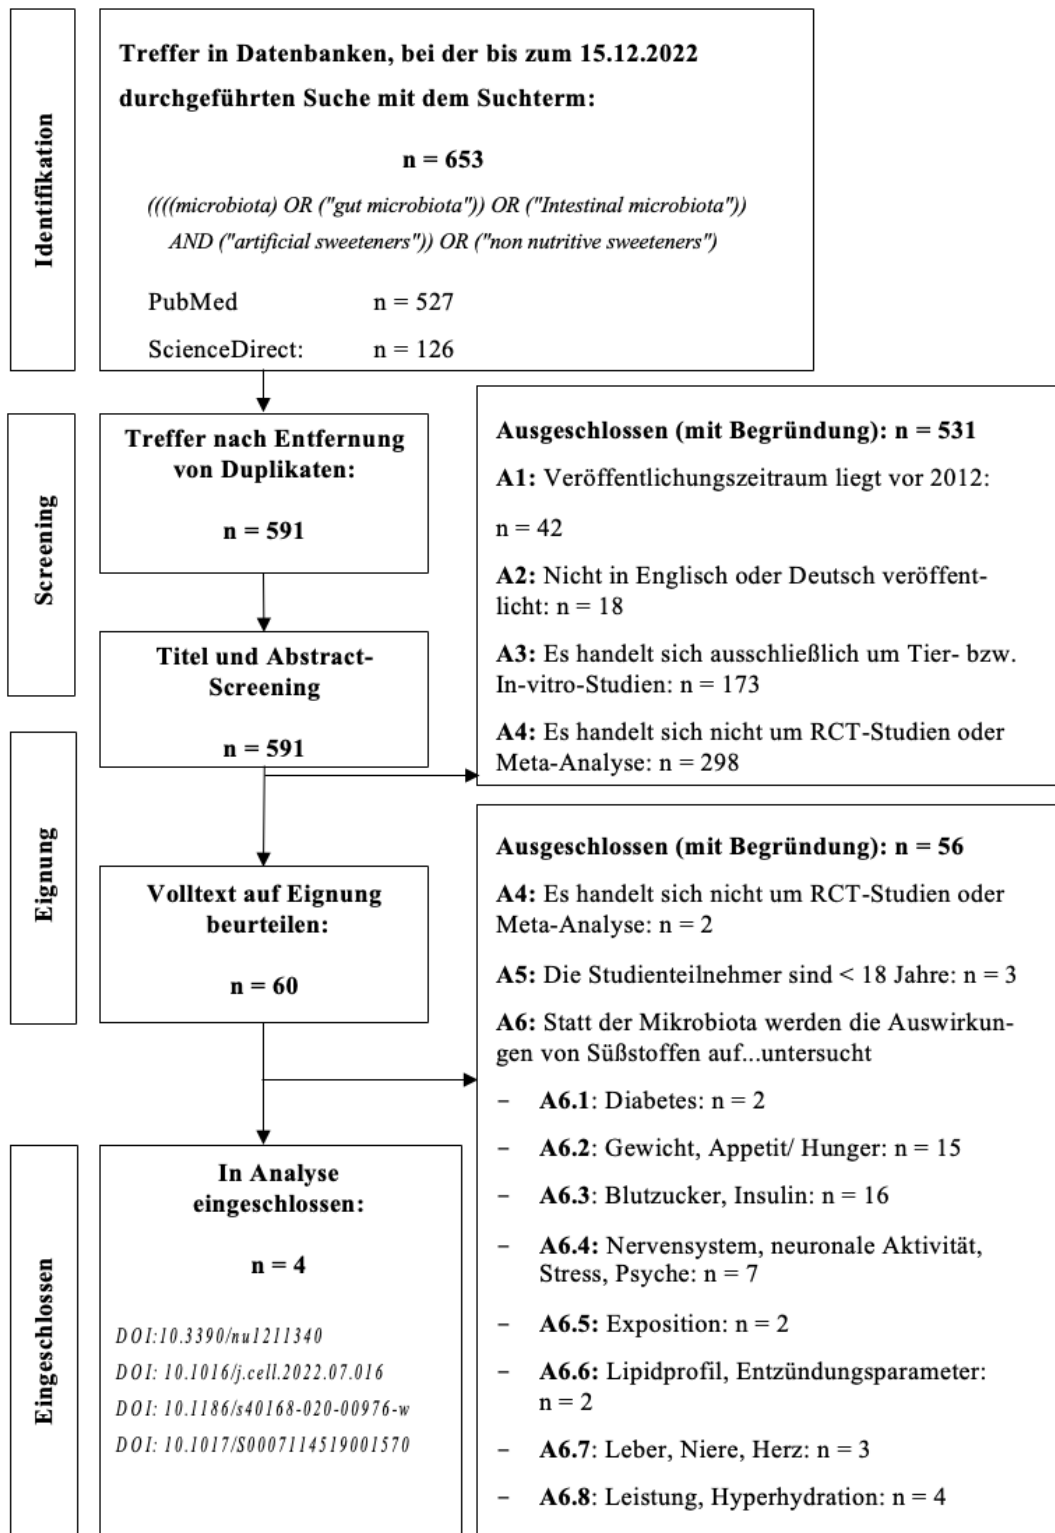 Identifikation
Treffer in Datenbanken, bei der bis zum 15.12.2022
durchgeführten Suche mit dem Suchterm:
n = 653
((((microbiota) OR ("gut microbiota")) OR ("Intestinal microbiota"))
AND ("artificial sweeteners")) OR ("non nutritive sweeteners")
PubMed n = 527
ScienceDirect: n = 126
Screening
Treffer nach Entfernung
von Duplikaten:
n = 591
Titel und Abstract-
Screening
n = 591
Ausgeschlossen (mit Begründung): n = 531
A1: Veröffentlichungszeitraum liegt vor 2012:
n = 42
A2: Nicht in Englisch oder Deutsch veröffent-
licht: n = 18
A3: Es handelt sich ausschließlich um Tier- bzw.
In-vitro-Studien: n = 173
A4: Es handelt sich nicht um RCT-Studien oder
Meta-Analyse: n = 298
Eignung
Volltext auf Eignung
beurteilen:
n = 60
Ausgeschlossen (mit Begründung): n = 56
A4: Es handelt sich nicht um RCT-Studien oder
Meta-Analyse: n = 2
A5: Die Studienteilnehmer sind < 18 Jahre: n = 3
A6: Statt der Mikrobiota werden die Auswirkun-
gen von Süßstoffen auf...untersucht
– A6.1: Diabetes: n = 2
– A6.2: Gewicht, Appetit/ Hunger: n = 15
– A6.3: Blutzucker, Insulin: n = 16
– A6.4: Nervensystem, neuronale Aktivität,
Stress, Psyche: n = 7
– A6.5: Exposition: n = 2
– A6.6: Lipidprofil, Entzündungsparameter:
n = 2
– A6.7: Leber, Niere, Herz: n = 3
– A6.8: Leistung, Hyperhydration: n = 4
Eingeschlossen
In Analyse
eingeschlossen:
n = 4
DOI:10.3390/nu1211340
DOI: 10.1016/j.cell.2022.07.016
DOI: 10.1186/s40168-020-00976-w
DOI: 10.1017/S0007114519001570